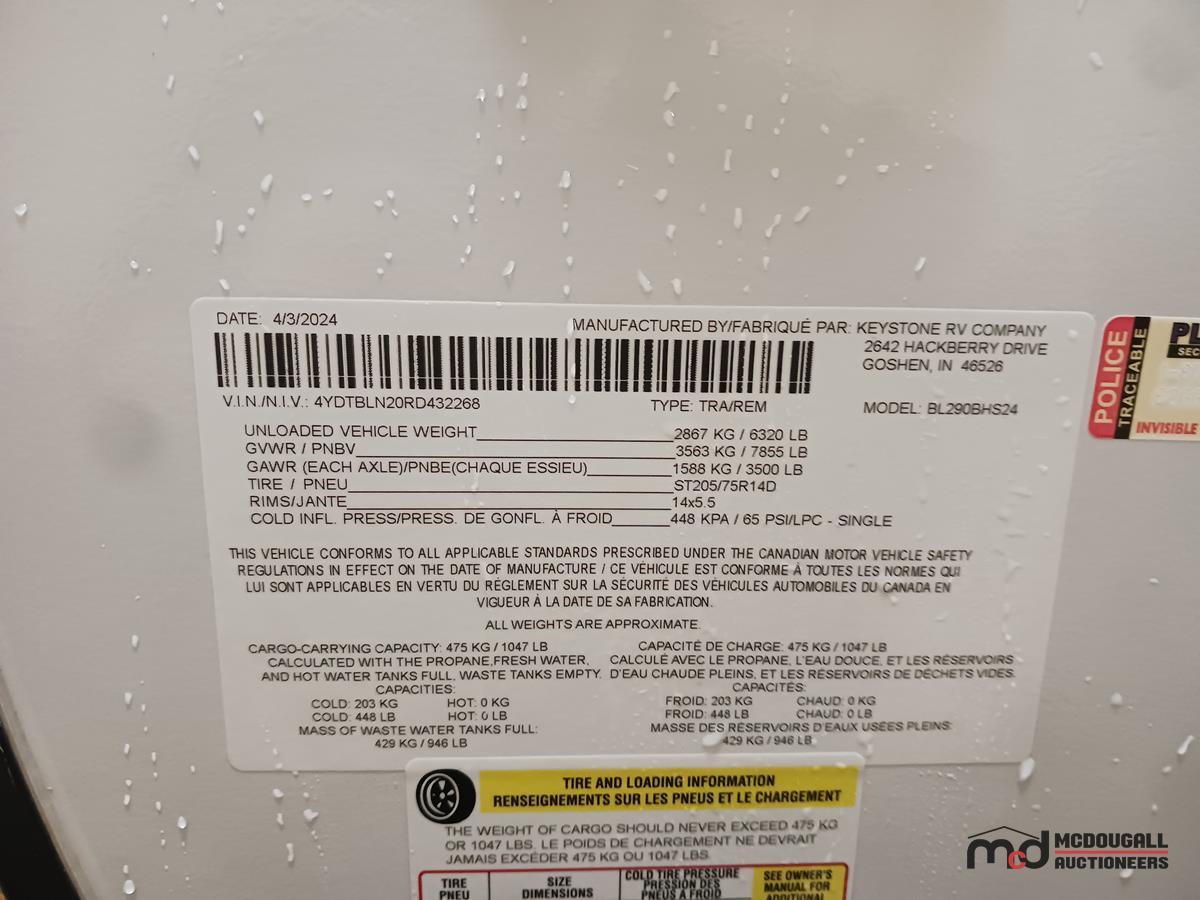 DATE: 4/3/2024
MANUFACTURED BY/FABRIQUÉ PAR: KEYSTONE RV COMPANY
2642 HACKBERRY DRIVE
GOSHEN, IN 46526
V.I.N./N.I.V.: 4YDTBLN20RD432268 TYPE: TRA/REM MODEL: BL290BHS24
UNLOADED VEHICLE WEIGHT 2867 KG / 6320 LB
GVWR / PNBV 3563 KG / 7855 LB
GAWR (EACH AXLE)/PNBE(CHAQUE ESSIEU) 1588 KG / 3500 LB
TIRE / PNEU ST205/75R14D
RIMS/JANTE 14x5.5
COLD INFL. PRESS/PRESS. DE GONFL. À FROID 448 KPA / 65 PSI/LPC - SINGLE
THIS VEHICLE CONFORMS TO ALL APPLICABLE STANDARDS PRESCRIBED UNDER THE CANADIAN MOTOR VEHICLE SAFETY
REGULATIONS IN EFFECT ON THE DATE OF MANUFACTURE / CE VÉHICULE EST CONFORME À TOUTES LES NORMES QUI
LUI SONT APPLICABLES EN VERTU DU RÉGLEMENT SUR LA SÉCURITÉ DES VÉHICULES AUTOMOBILES DU CANADA EN
VIGUEUR À LA DATE DE SA FABRICATION.
ALL WEIGHTS ARE APPROXIMATE.
CARGO-CARRYING CAPACITY: 475 KG / 1047 LB
CALCULATED WITH THE PROPANE,FRESH WATER,
AND HOT WATER TANKS FULL, WASTE TANKS EMPTY.
CAPACITIES:
COLD: 203 KG HOT: 0 KG
COLD: 448 LB HOT: 0 LB
MASS OF WASTE WATER TANKS FULL:
429 KG / 946 LB
CAPACITÉ DE CHARGE: 475 KG / 1047 LB
CALCULÉ AVEC LE PROPANE, L'EAU DOUCE, ET LES RÉSERVOIRS
D'EAU CHAUDE PLEINS, ET LES RÉSERVOIRS DE DÉCHETS VIDES.
CAPACITÉS:
FROID: 203 KG CHAUD: 0 KG
FROID: 448 LB CHAUD: 0 LB
MASSE DES RÉSERVOIRS D'EAUX USÉES PLEINS:
429 KG / 946 LB
POLICE
TRACEABLE
INVISIBLE
TIRE AND LOADING INFORMATION
RENSEIGNEMENTS SUR LES PNEUS ET LE CHARGEMENT
THE WEIGHT OF CARGO SHOULD NEVER EXCEED 475 KG
OR 1047 LBS. LE POIDS DE CHARGEMENT NE DEVRAIT
JAMAIS EXCÉDER 475 KG OU 1047 LBS.
TIRE
PNEU
SIZE
DIMENSIONS
COLD TIRE PRESSURE
PRESSION DES
PNEUS A FROID
SEE OWNER'S
MANUAL FOR
ADDITIONAL
mcd MCDOUGALL
AUCTIONEERS